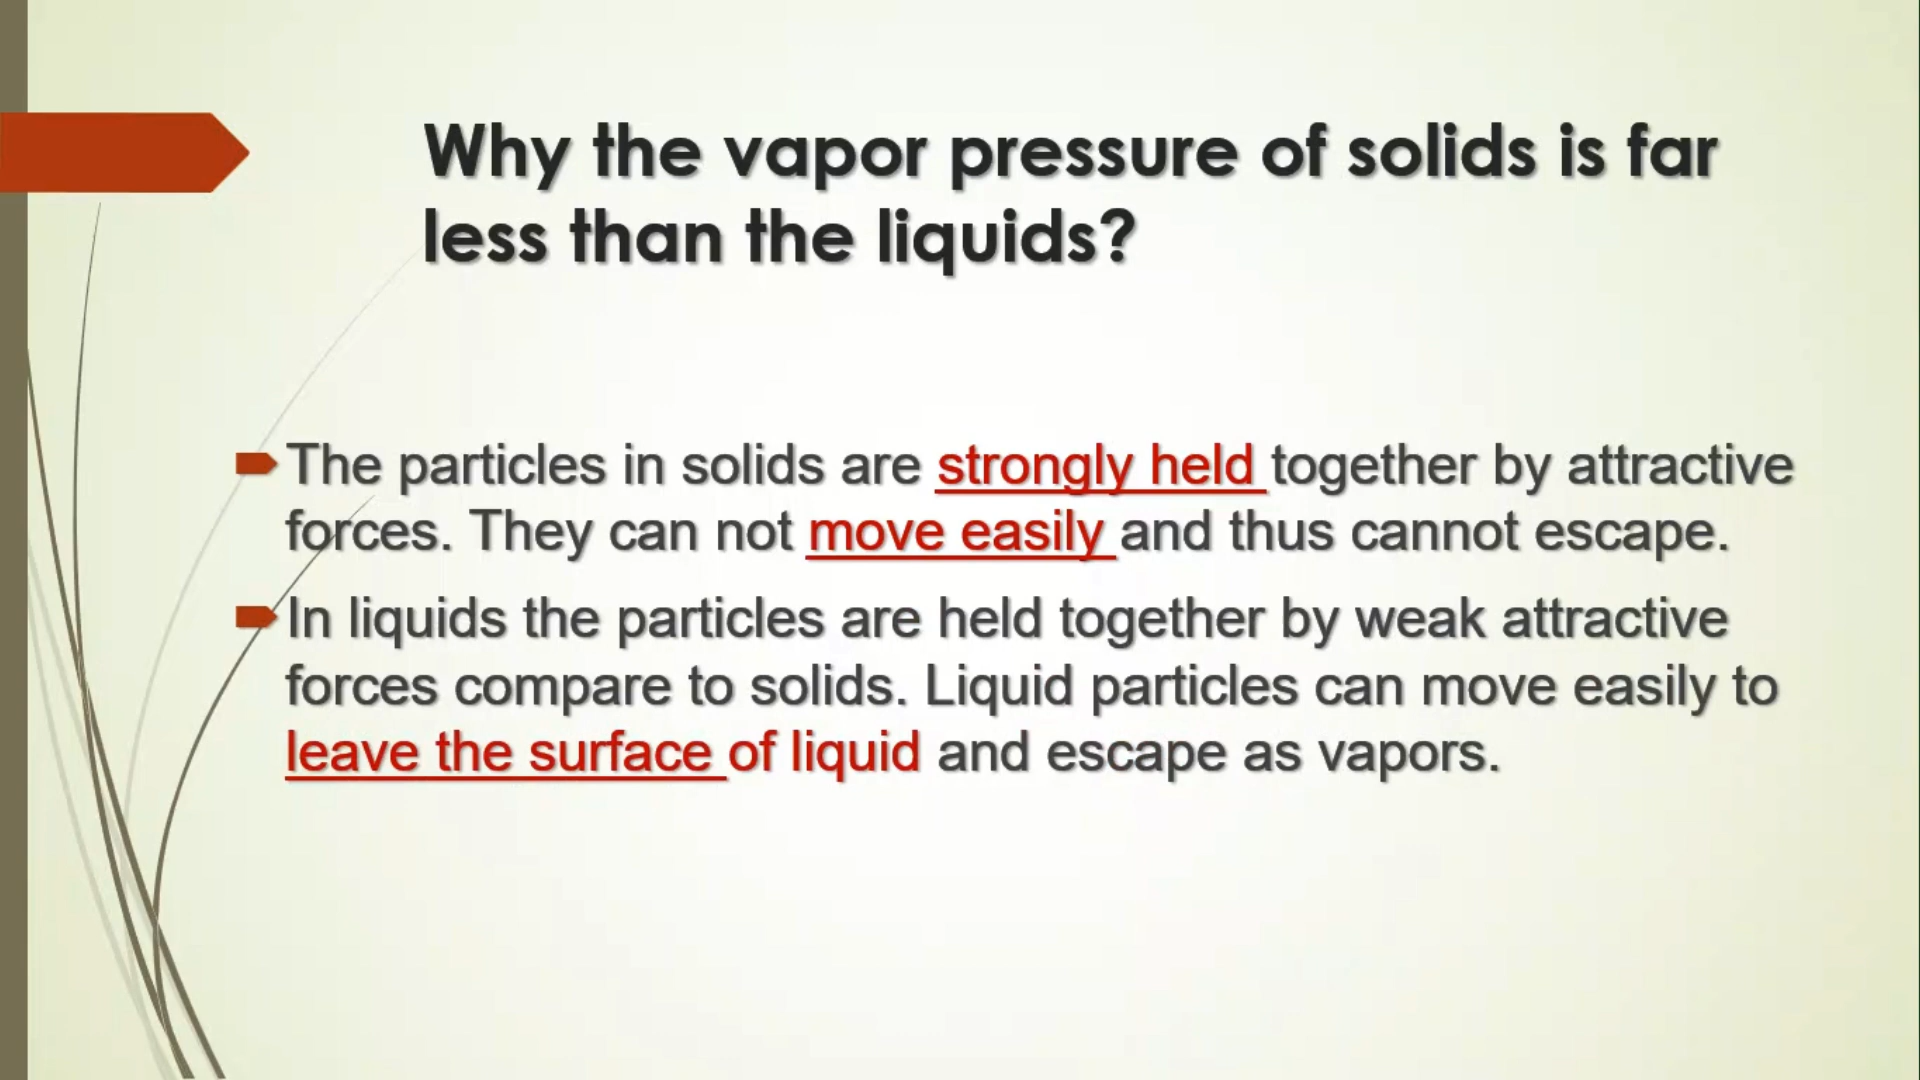 Why the vapor pressure of solids is far
less than the liquids?
The particles in solids are strongly held together by attractive
forces. They can not move easily and thus cannot escape.
In liquids the particles are held together by weak attractive
forces compare to solids. Liquid particles can move easily to
leave the surface of liquid and escape as vapors.